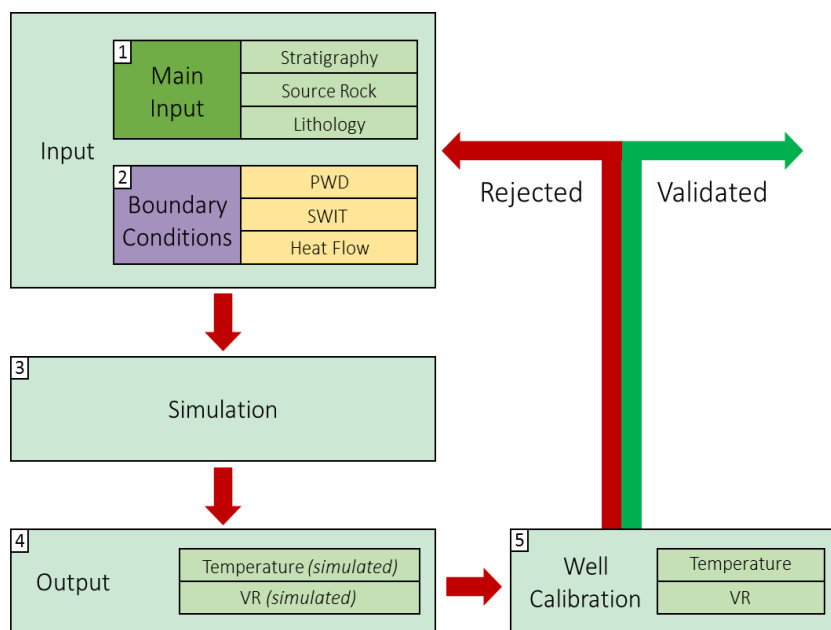 1
Main
Input
Stratigraphy
Source Rock
Lithology
Input
2
Boundary
Conditions
PWD
SWIT
Heat Flow
Rejected
Validated
3
Simulation
4
Output
Temperature (simulated)
VR (simulated)
5
Well
Calibration
Temperature
VR